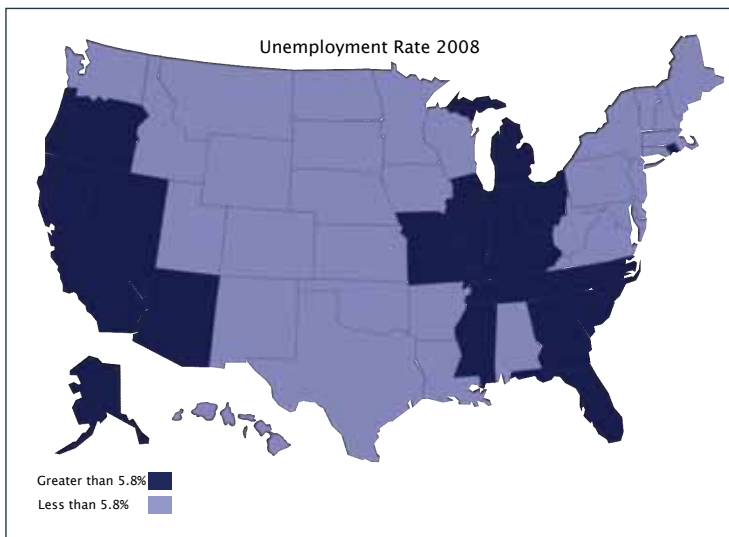 Unemployment Rate 2008
Greater than 5.8%
Less than 5.8%